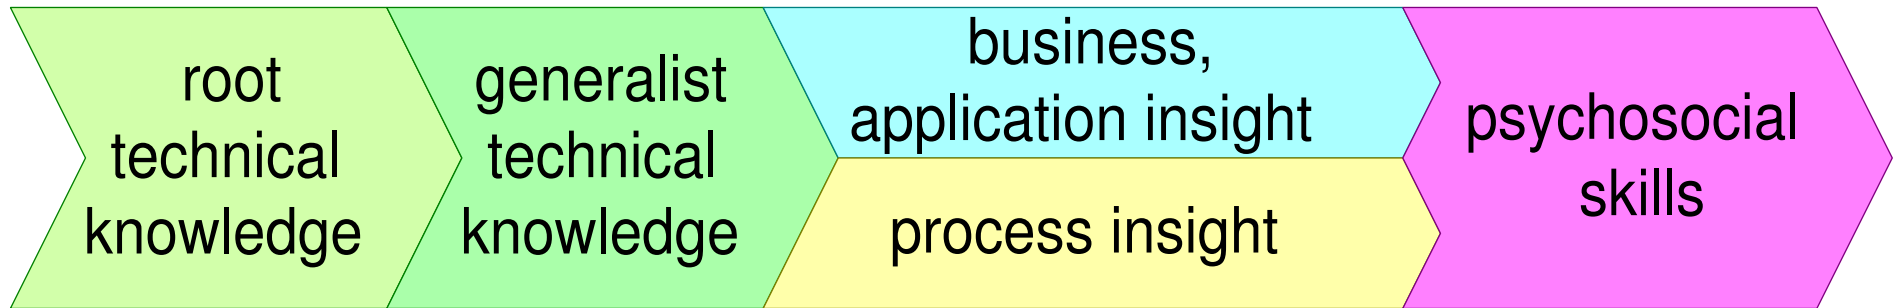 root
technical
knowledge
generalist
technical
knowledge
business,
application insight
process insight
psychosocial
skills